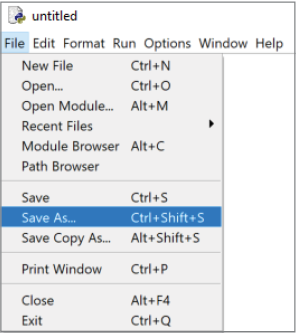 untitled
File Edit Format Run Options Window Help
New File Ctrl+N
Open... Ctrl+O
Open Module... Alt+M
Recent Files
Module Browser Alt+C
Path Browser
Save Ctrl+S
Save As... Ctrl+Shift+S
Save Copy As... Alt+Shift+S
Print Window Ctrl+P
Close Alt+F4
Exit Ctrl+Q